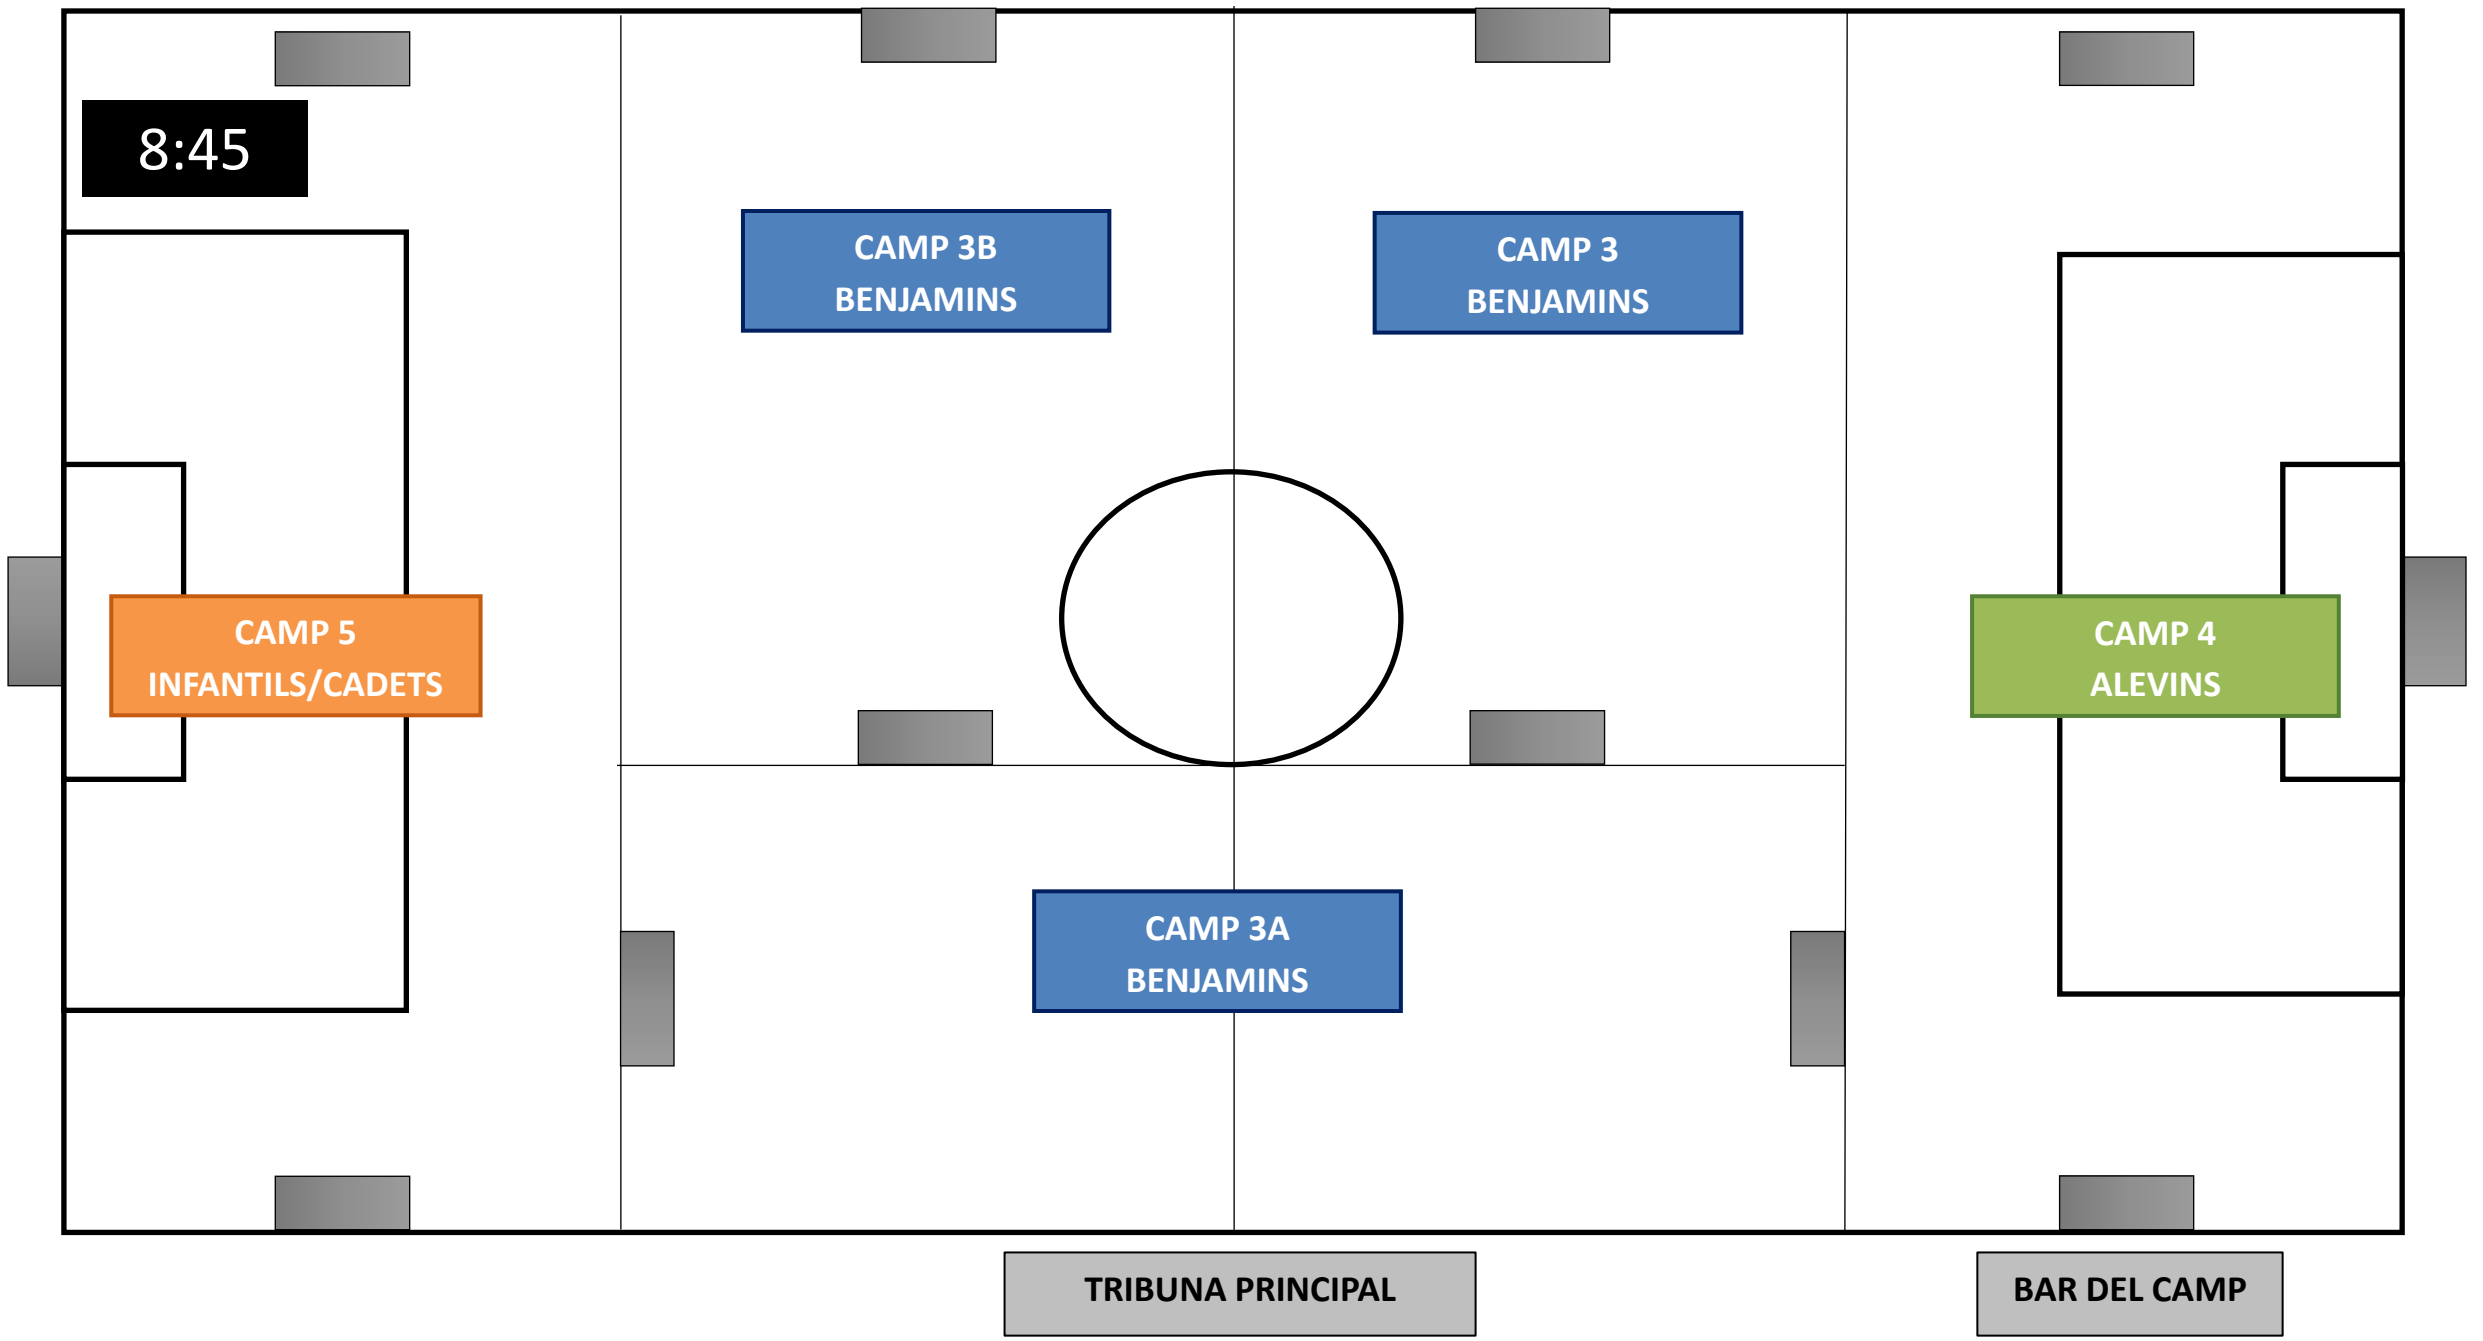 8:45
CAMP 3B
BENJAMINS
CAMP 3
BENJAMINS
CAMP 5
INFANTILS/CADETS
CAMP 4
ALEVINS
CAMP 3A
BENJAMINS
TRIBUNA PRINCIPAL
BAR DEL CAMP